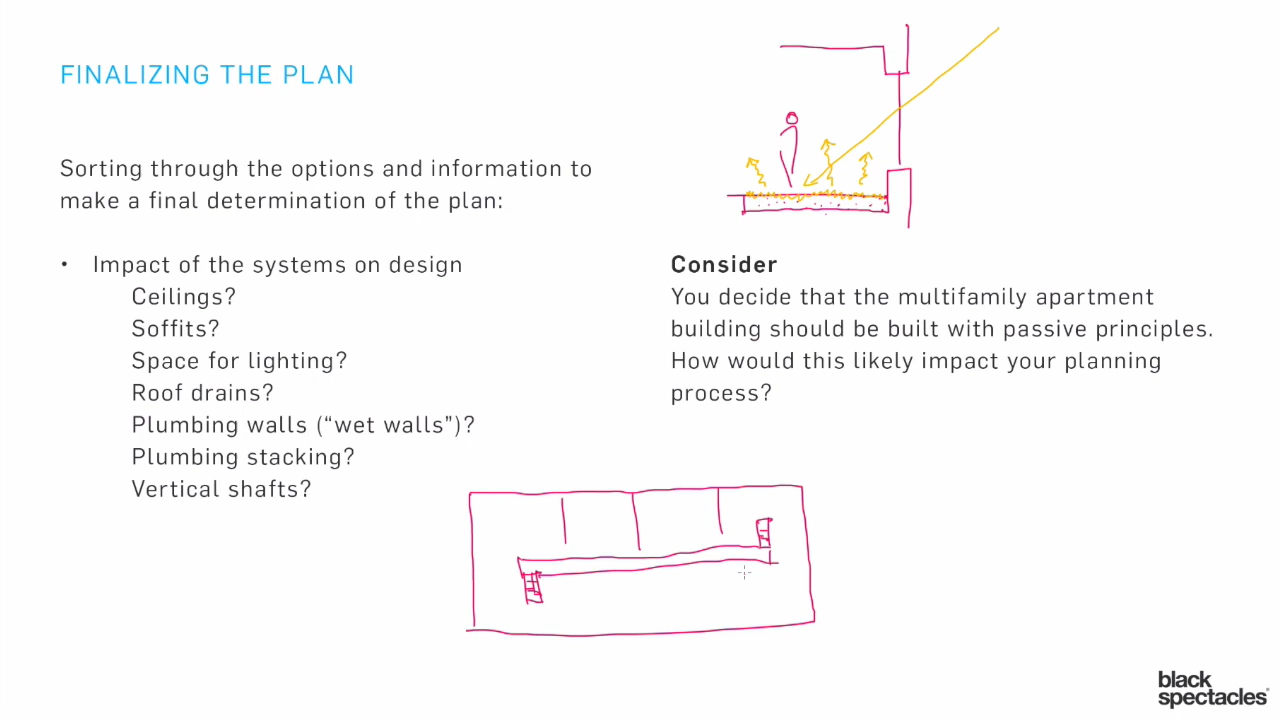 FINALIZING THE PLAN
Sorting through the options and information to
make a final determination of the plan:
• Impact of the systems on design
Ceilings?
Soffits?
Space for lighting?
Roof drains?
Plumbing walls (“wet walls”)?
Plumbing stacking?
Vertical shafts?
Consider
You decide that the multifamily apartment
building should be built with passive principles.
How would this likely impact your planning
process?
black
spectacles®